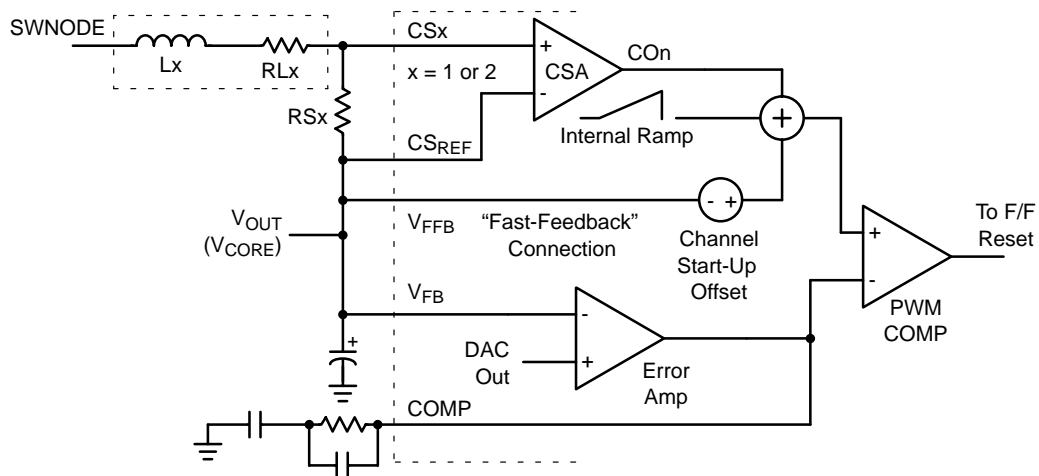 SWNODE
Lx
RLx
RSx
CSx
x = 1 or 2
+
CSA
-
COn
Internal Ramp
+
CSREF
VOUT
(VCORE)
VFFB
“Fast-Feedback”
Connection
- +
Channel
Start-Up
Offset
+
-
PWM
COMP
To F/F
Reset
VFB
-
+
DAC
Out
Error
Amp
+
COMP